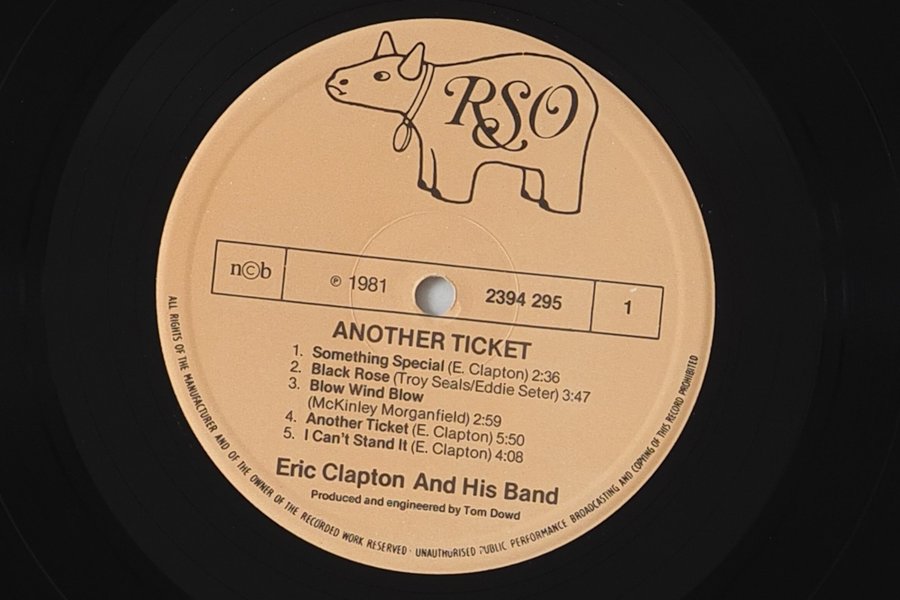 RSO
n©b
℗ 1981
2394 295
1
ANOTHER TICKET
1. Something Special (E. Clapton) 2:36
2. Black Rose (Troy Seals/Eddie Seter) 3:47
3. Blow Wind Blow
(McKinley Morganfield) 2:59
4. Another Ticket (E. Clapton) 5:50
5. I Can't Stand It (E. Clapton) 4:08
Eric Clapton And His Band
Produced and engineered by Tom Dowd
ALL RIGHTS OF THE MANUFACTURER AND OF THE OWNER OF THE RECORDED WORK RESERVED · UNAUTHORISED PUBLIC PERFORMANCE BROADCASTING AND COPYING OF THIS RECORD PROHIBITED